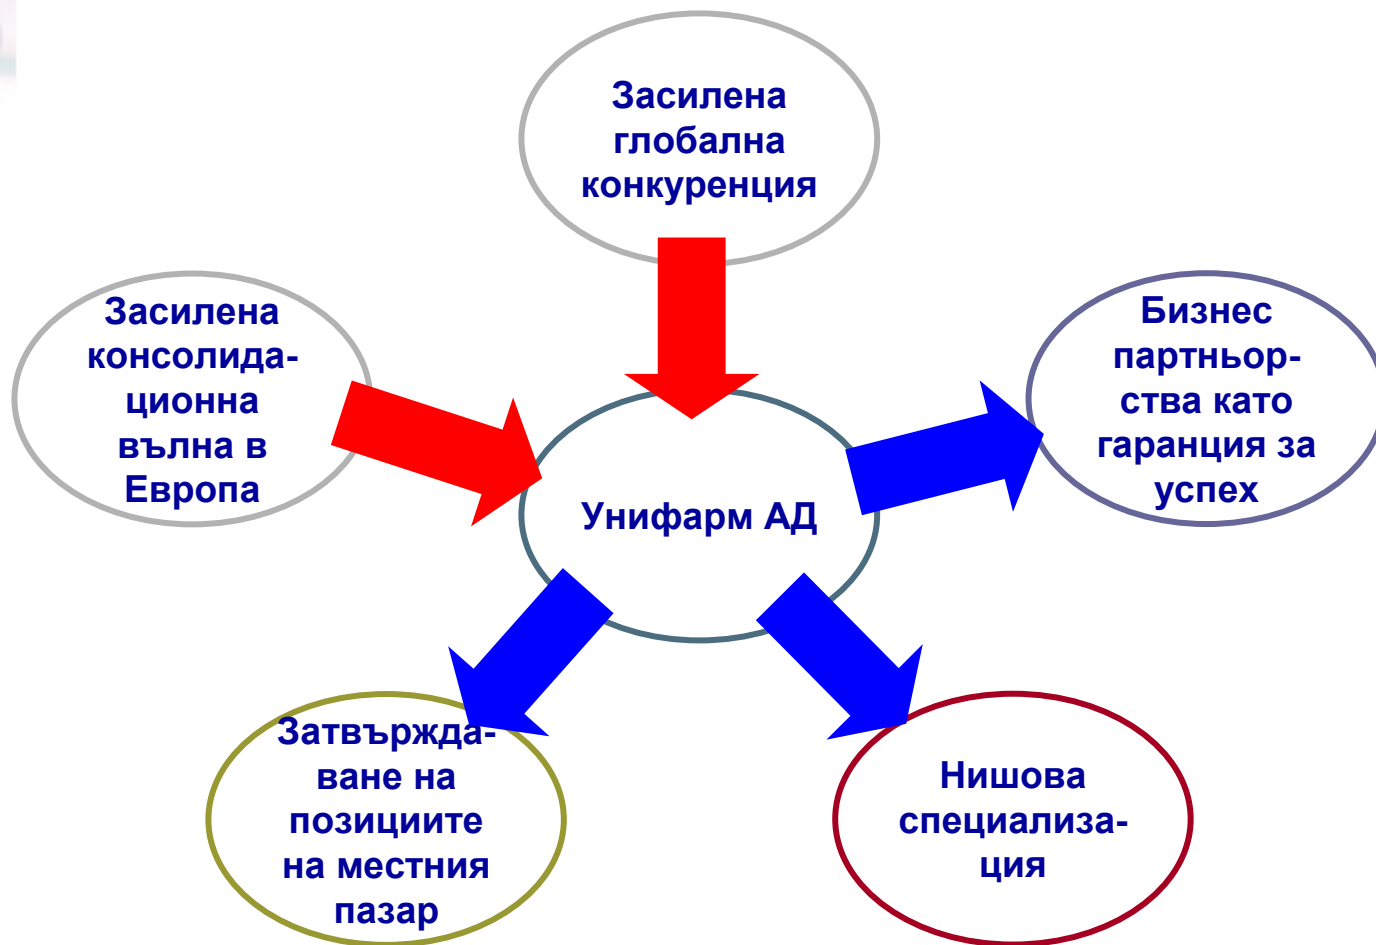 Засилена
глобална
конкуренция
Засилена
консолида-
ционна
вълна в
Европа
Бизнес
партньор-
ства като
гаранция за
успех
Унифарм АД
Затвържда-
ване на
позициите
на местния
пазар
Нишова
специализа-
ция